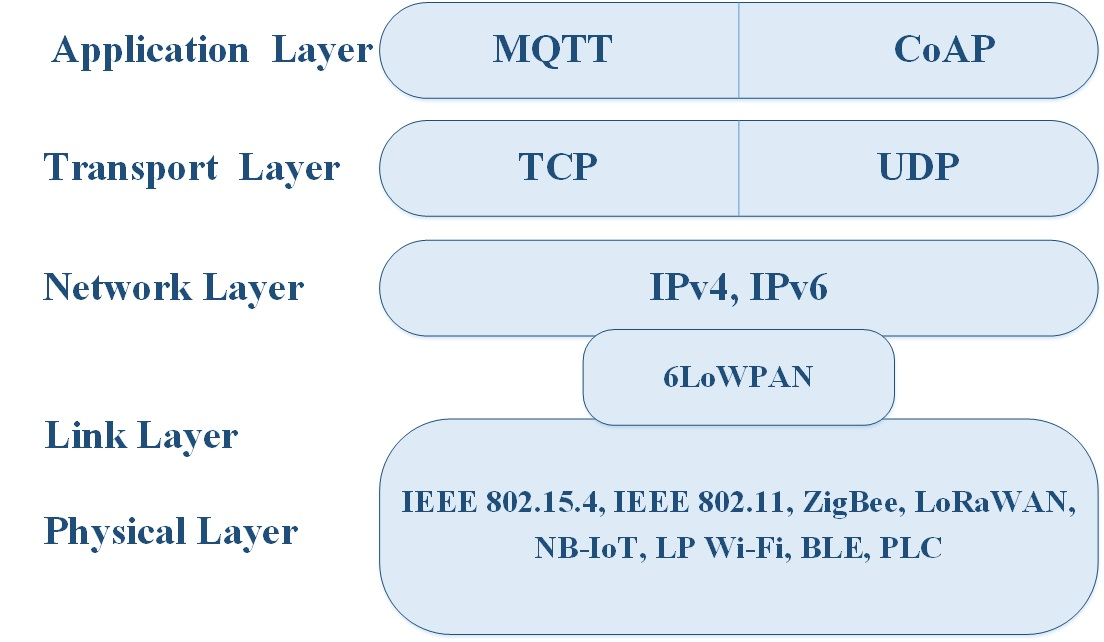 Application Layer
MQTT
CoAP
Transport Layer
TCP
UDP
Network Layer
IPv4, IPv6
6LoWPAN
Link Layer
Physical Layer
IEEE 802.15.4, IEEE 802.11, ZigBee, LoRaWAN,
NB-IoT, LP Wi-Fi, BLE, PLC